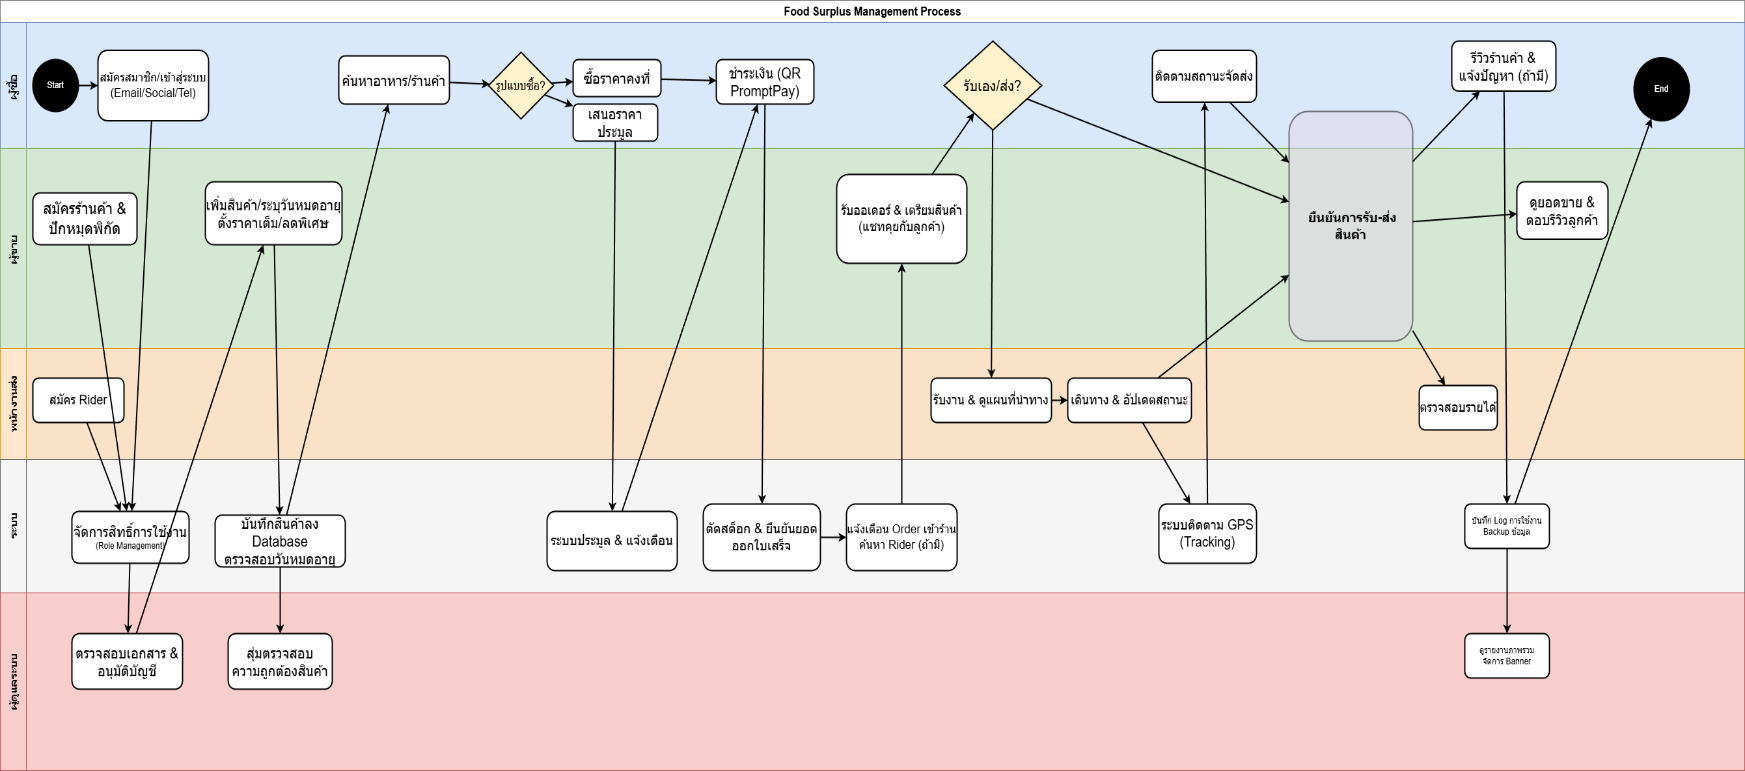 Food Surplus Management Process
ผู้ซื้อ
Start
สมัครสมาชิก/เข้าสู่ระบบ
(Email/Social/Tel)
ค้นหาอาหาร/ร้านค้า
รูปแบบซื้อ?
ซื้อราคาคงที่
เสนอราคา
ประมูล
ชำระเงิน (QR
PromptPay)
รับเอง/ส่ง?
ติดตามสถานะจัดส่ง
รีวิวร้านค้า &
แจ้งปัญหา (ถ้ามี)
End
ผู้ขาย
สมัครร้านค้า &
ปักหมุดพิกัด
เพิ่มสินค้า/ระบุวันหมดอายุ
ตั้งราคาเต็ม/ลดพิเศษ
รับออเดอร์ & เตรียมสินค้า
(แชทคุยกับลูกค้า)
ยืนยันการรับ-ส่ง
สินค้า
ดูยอดขาย &
ตอบรีวิวลูกค้า
พนักงานส่ง
สมัคร Rider
รับงาน & ดูแผนที่นำทาง
เดินทาง & อัปเดตสถานะ
ตรวจสอบรายได้
ระบบ
จัดการสิทธิ์การใช้งาน
(Role Management)
บันทึกสินค้าลง
Database
ตรวจสอบวันหมดอายุ
ระบบประมูล & แจ้งเตือน
ตัดสต็อก & ยืนยันยอด
ออกใบเสร็จ
แจ้งเตือน Order เข้าร้าน
ค้นหา Rider (ถ้ามี)
ระบบติดตาม GPS
(Tracking)
บันทึก Log การใช้งาน
Backup ข้อมูล
ผู้ดูแลระบบ
ตรวจสอบเอกสาร &
อนุมัติบัญชี
สุ่มตรวจสอบ
ความถูกต้องสินค้า
ดูรายงานภาพรวม
จัดการ Banner